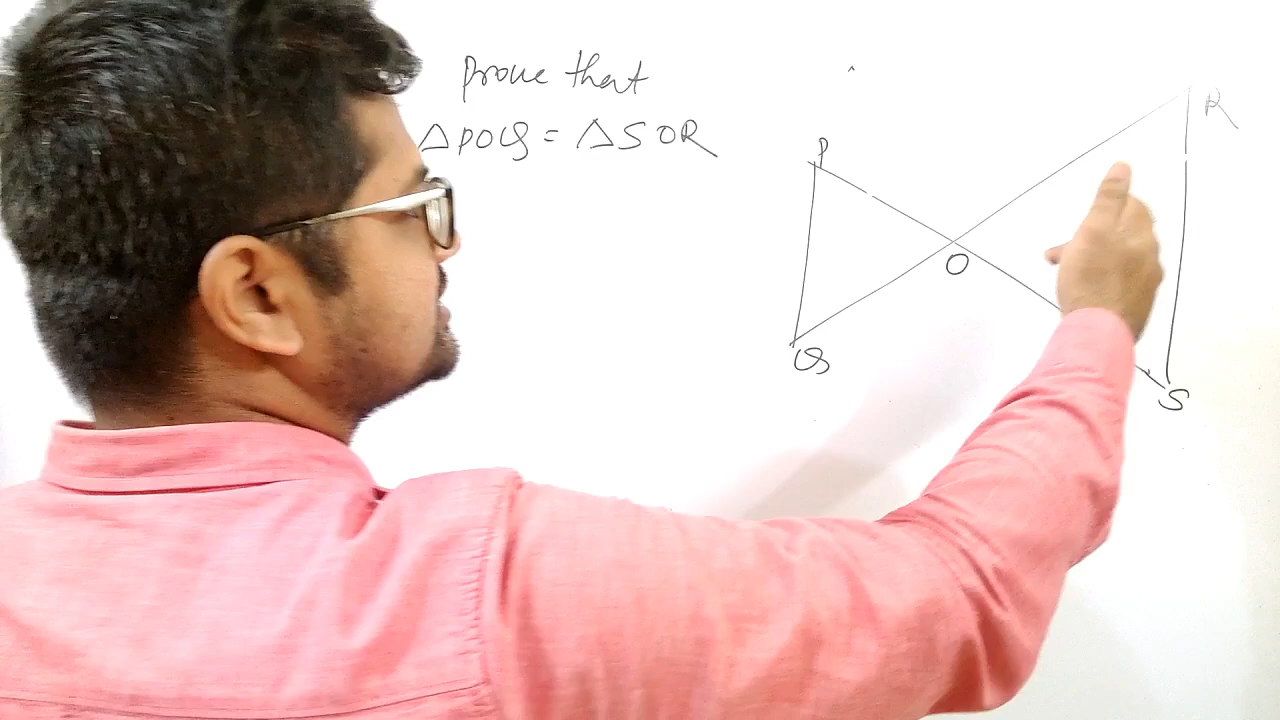 Prove that
△POQ = △SOR
P
R
O
Q
S